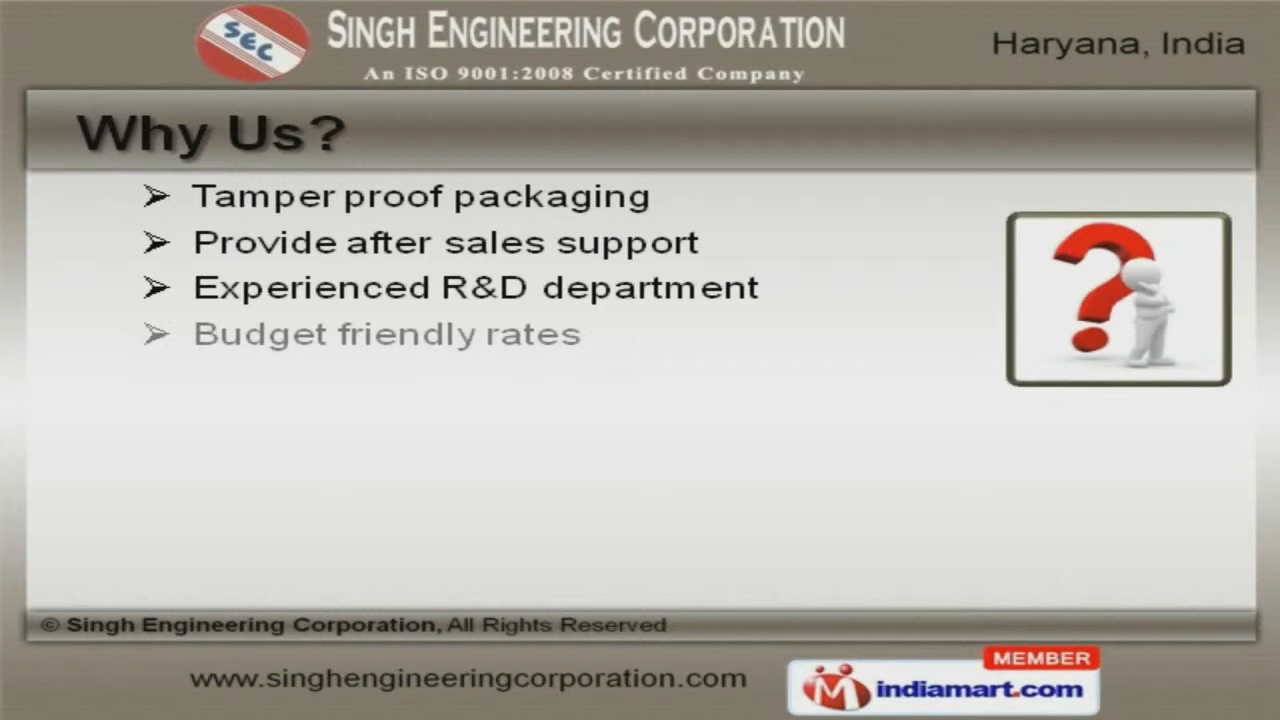 SEC
SINGH ENGINEERING CORPORATION
An ISO 9001:2008 Certified Company
Haryana, India
Why Us?
➢ Tamper proof packaging
➢ Provide after sales support
➢ Experienced R&D department
➢ Budget friendly rates
?
© Singh Engineering Corporation, All Rights Reserved
www.singhengineeringcorporation.com
MEMBER
indiamart.com